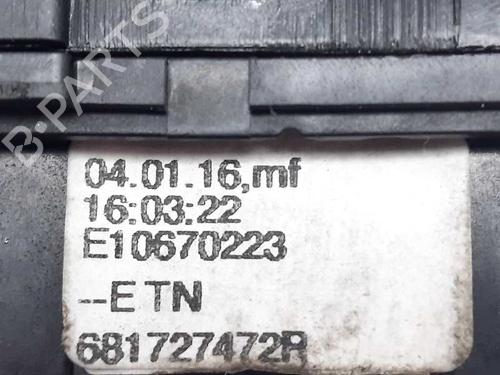 B-PARTS
04.01.16,mf
16:03:22
E10670223
--ETN
681727472R